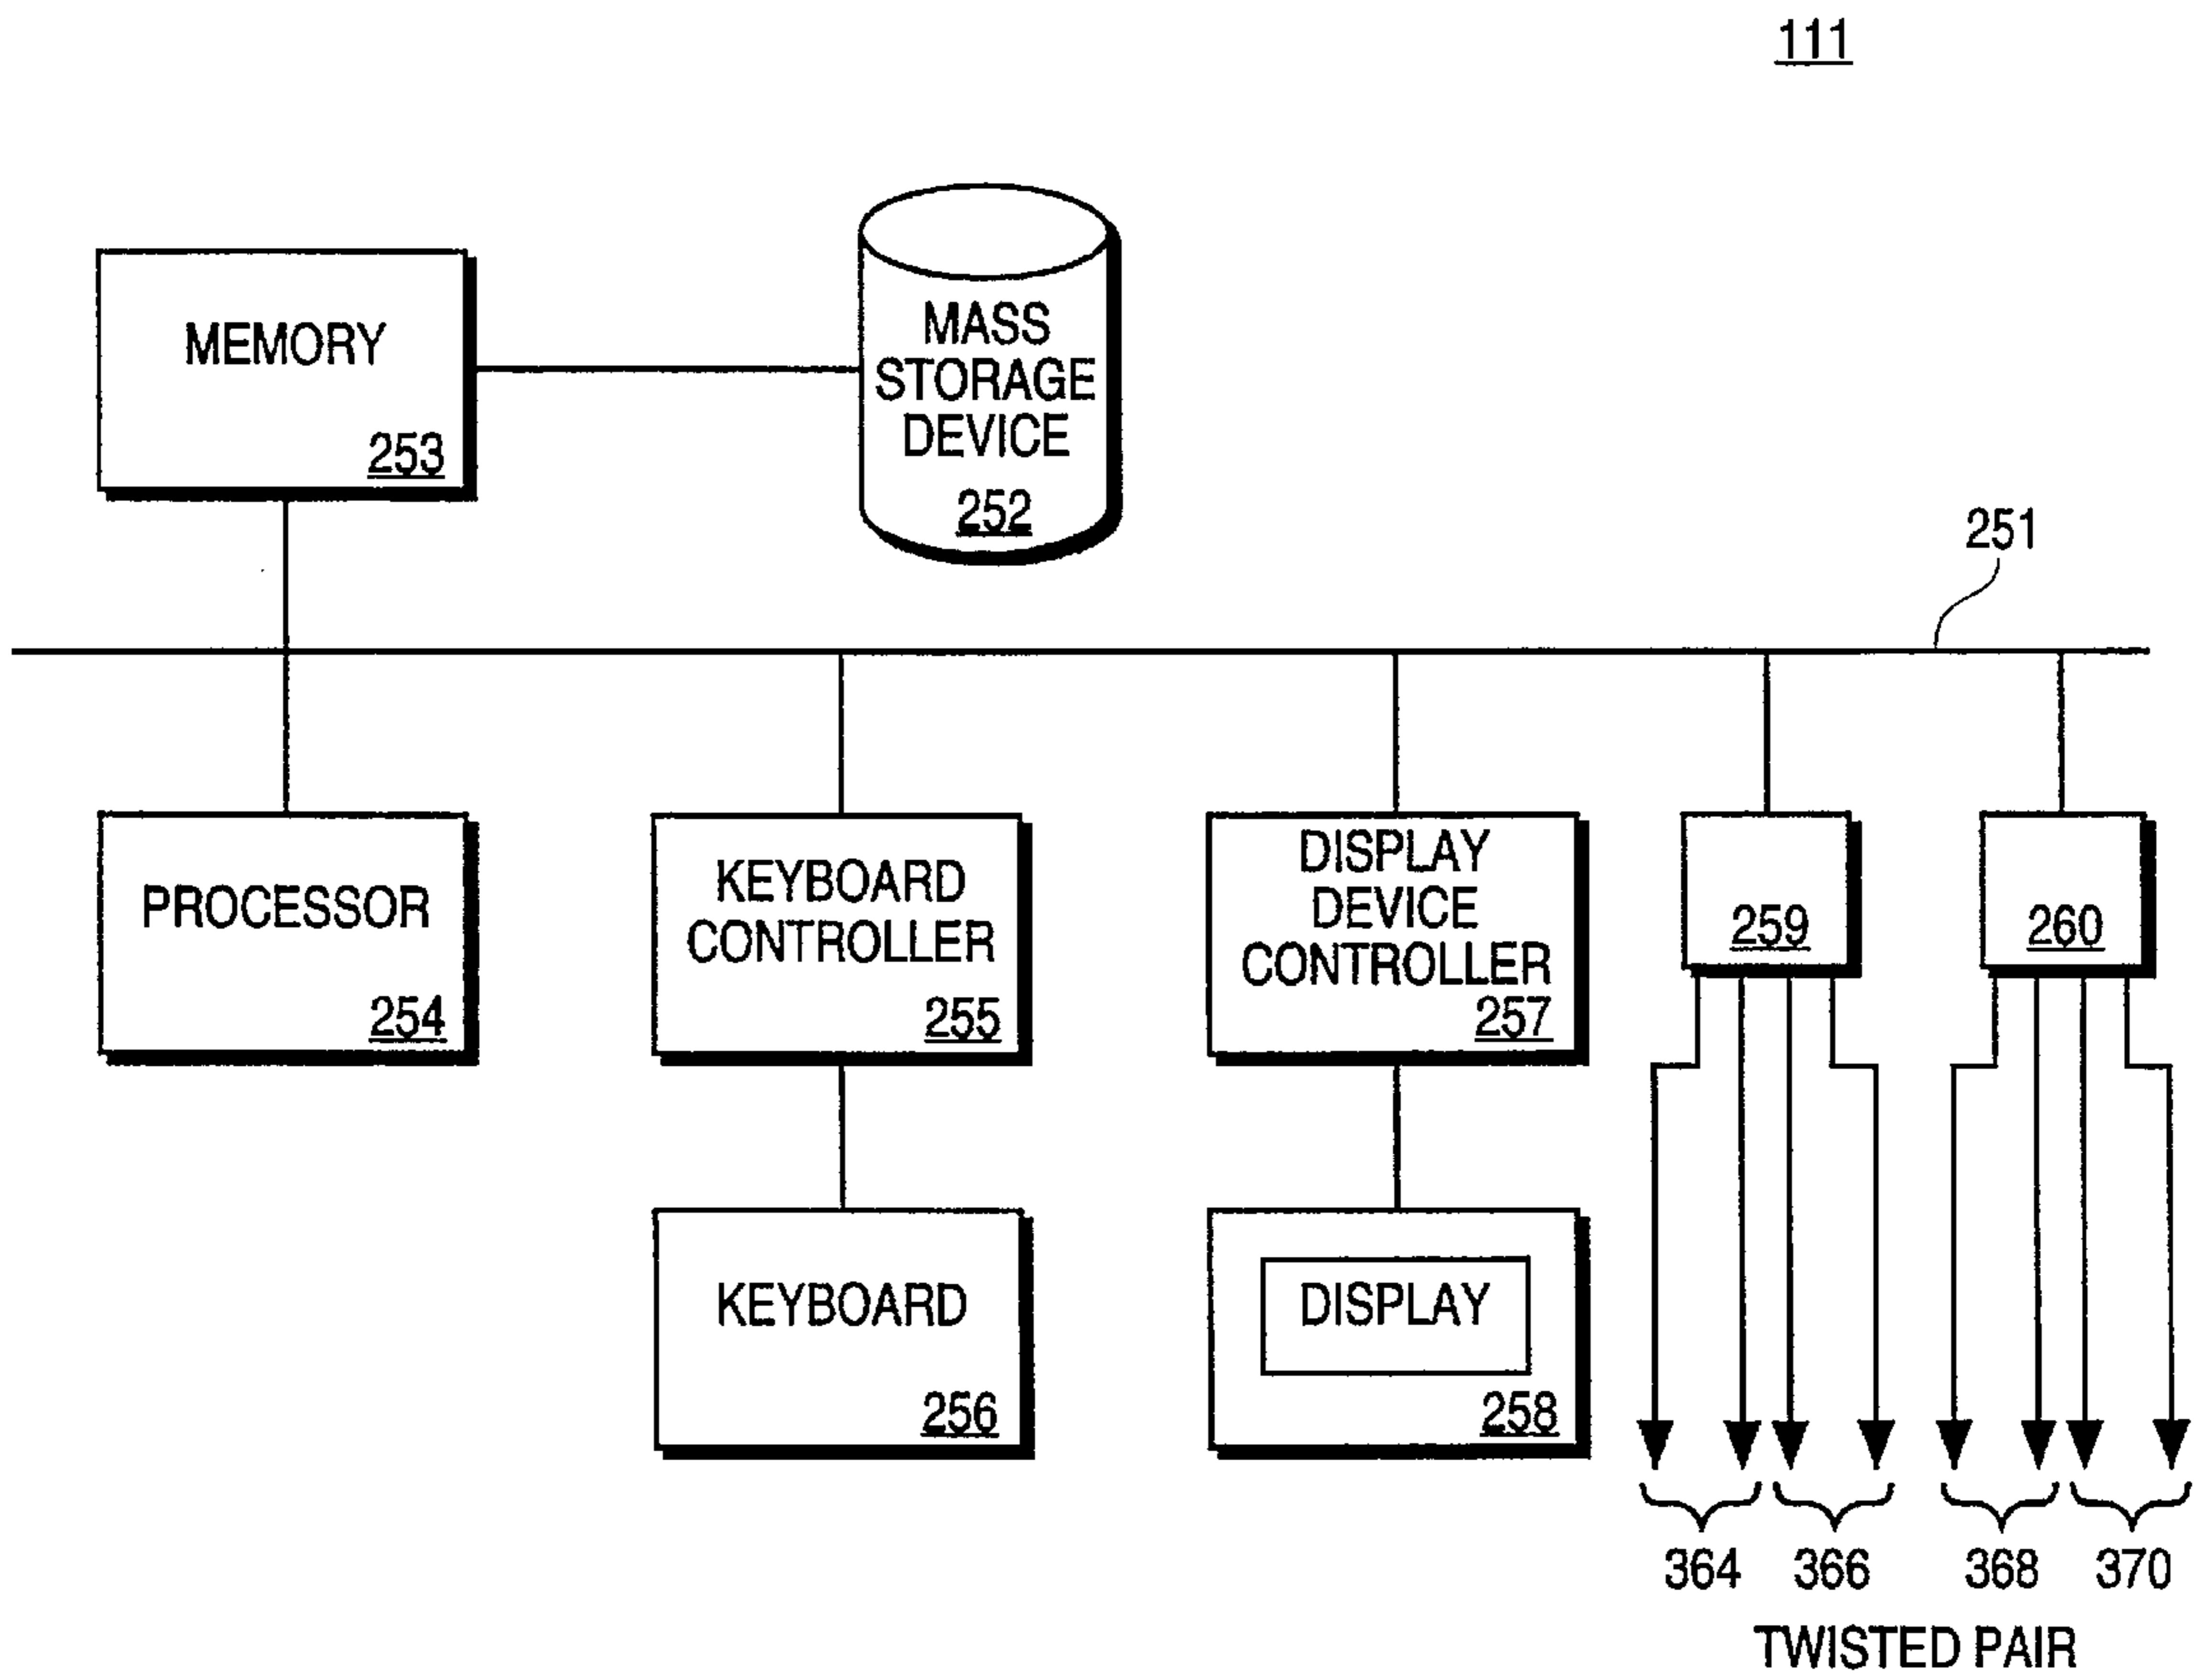 111
MEMORY
253
MASS
STORAGE
DEVICE
252
251
PROCESSOR
254
KEYBOARD
CONTROLLER
255
DISPLAY
DEVICE
CONTROLLER
257
259
260
KEYBOARD
256
DISPLAY
258
364 366 368 370
TWISTED PAIR